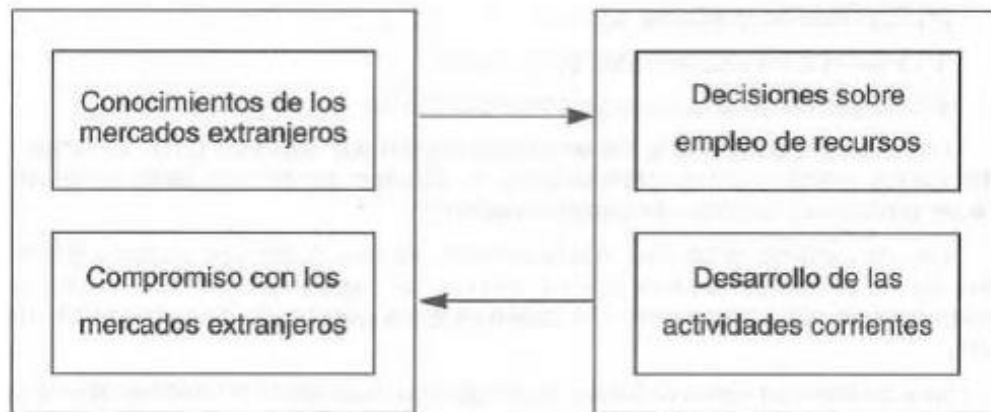 Conocimientos de los
mercados extranjeros
Compromiso con los
mercados extranjeros
Decisiones sobre
empleo de recursos
Desarrollo de las
actividades corrientes